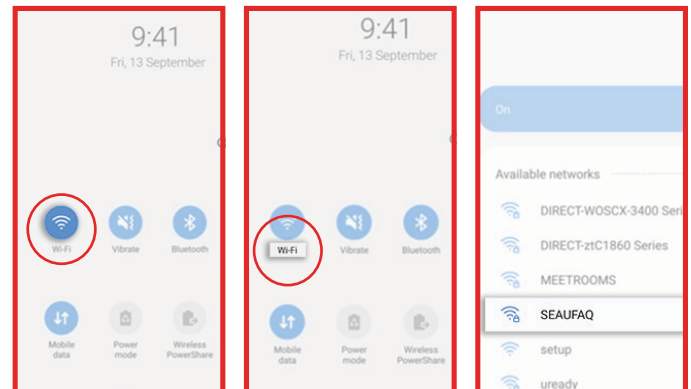 9:41
Fri, 13 September
Wi-Fi
Vibrate
Bluetooth
Mobile
data
Power
mode
Wireless
PowerShare
9:41
Fri, 13 September
Wi-Fi
Vibrate
Bluetooth
Mobile
data
Power
mode
Wireless
PowerShare
On
Available networks
DIRECT-WOSCX-3400 Seri
DIRECT-ztC1860 Series
MEETROOMS
SEAUFAQ
setup
uready